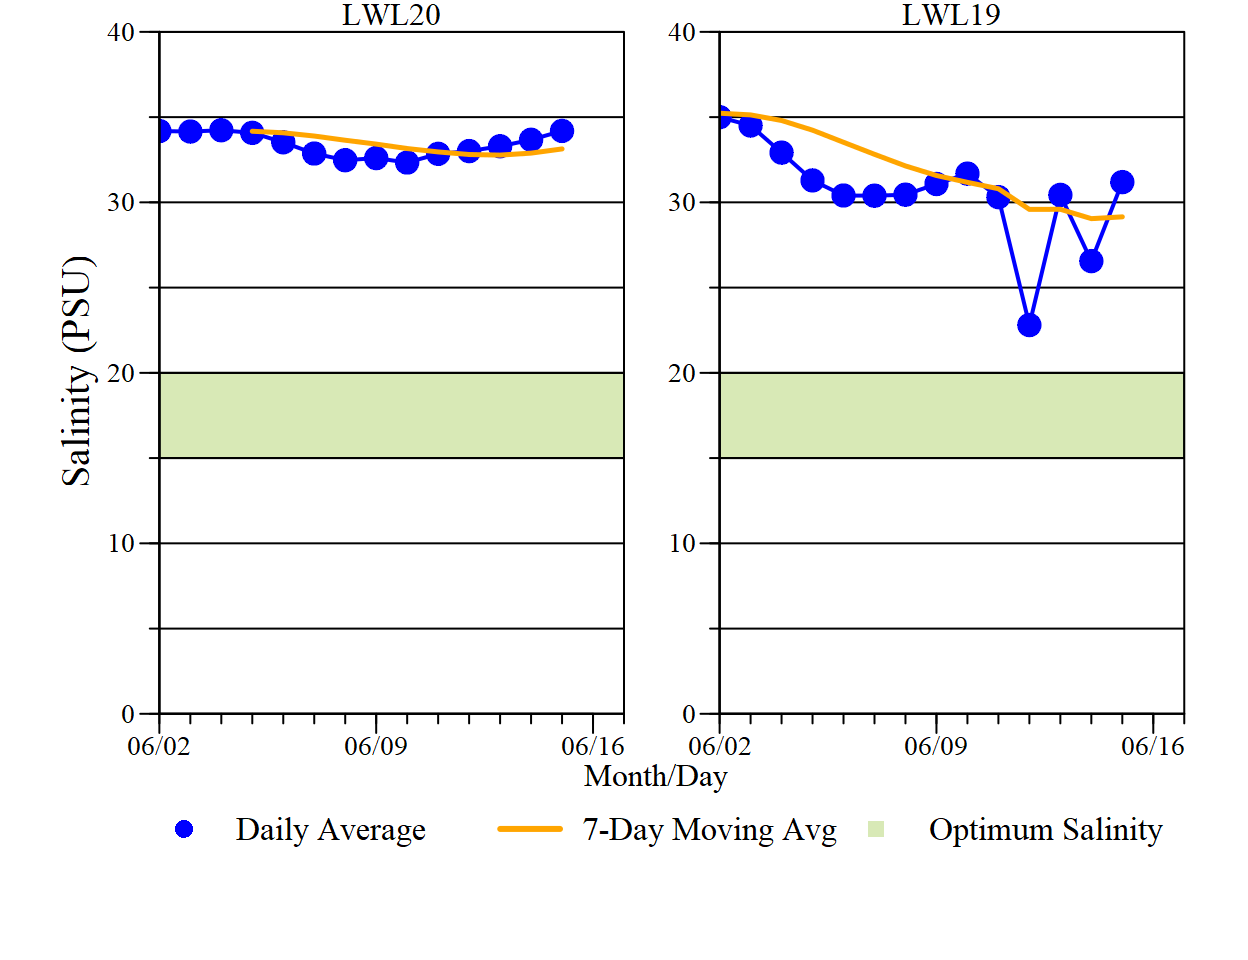 LWL20
LWL19
40
30
20
10
0
40
30
20
10
0
Salinity (PSU)
06/02
06/09
06/16
06/02
06/09
06/16
Month/Day
Daily Average
7-Day Moving Avg
Optimum Salinity